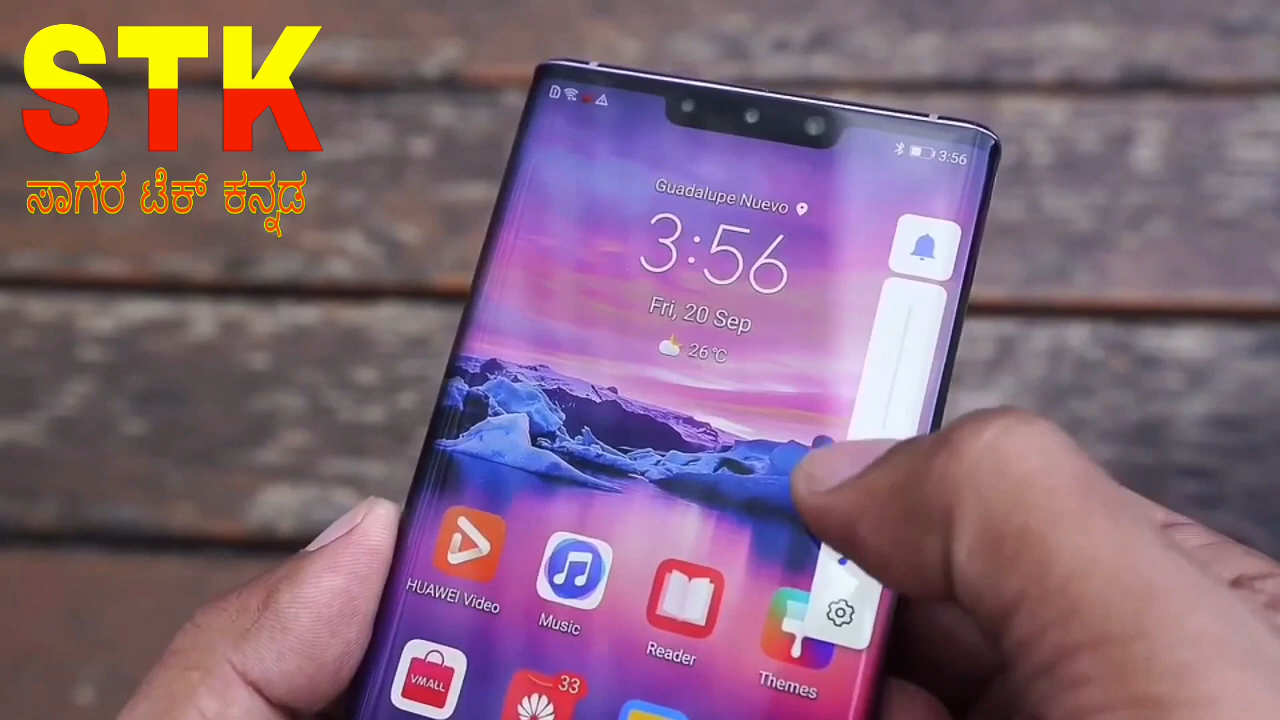 STK
ಸಾಗರ ಟೆಕ್ ಕನ್ನಡ
3:56
Guadalupe Nuevo
3:56
Fri, 20 Sep
26°C
HUAWEI Video
Music
Reader
Themes
VMALL
33